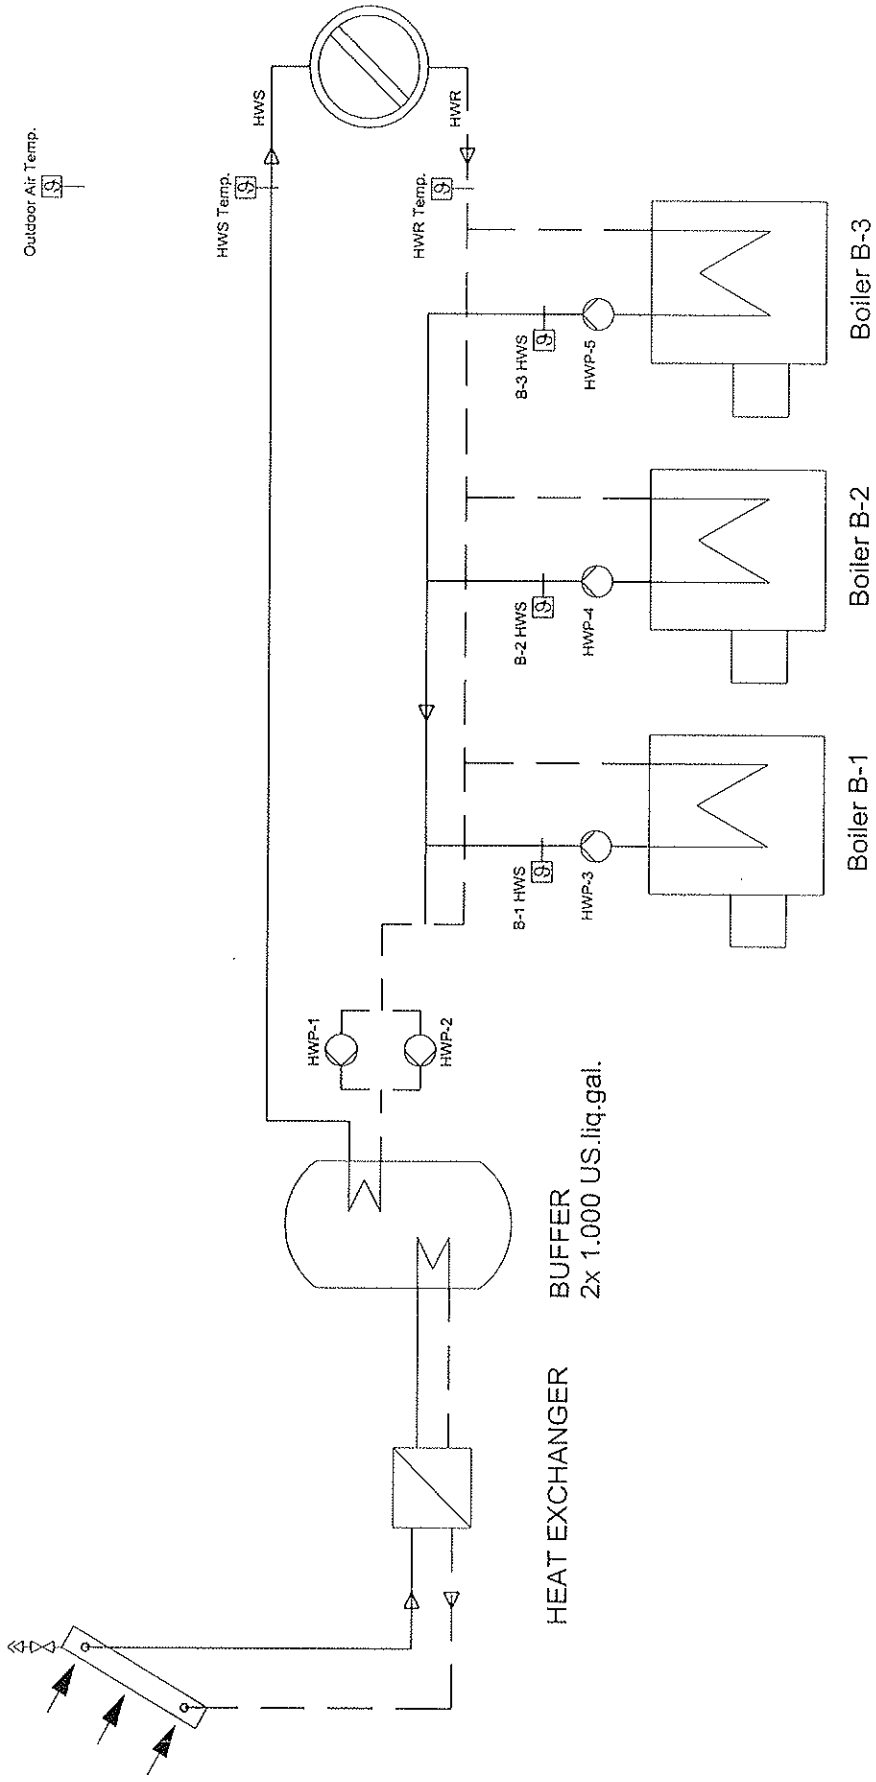 Outdoor Air Temp.
ϑ
HWS Temp.
ϑ
HWS
HWR Temp.
ϑ
HWR
B-1 HWS
ϑ
HWP-3
B-2 HWS
ϑ
HWP-4
B-3 HWS
ϑ
HWP-5
HWP-1
HWP-2
HEAT EXCHANGER
BUFFER
2x 1.000 US.liq.gal.
Boiler B-1
Boiler B-2
Boiler B-3